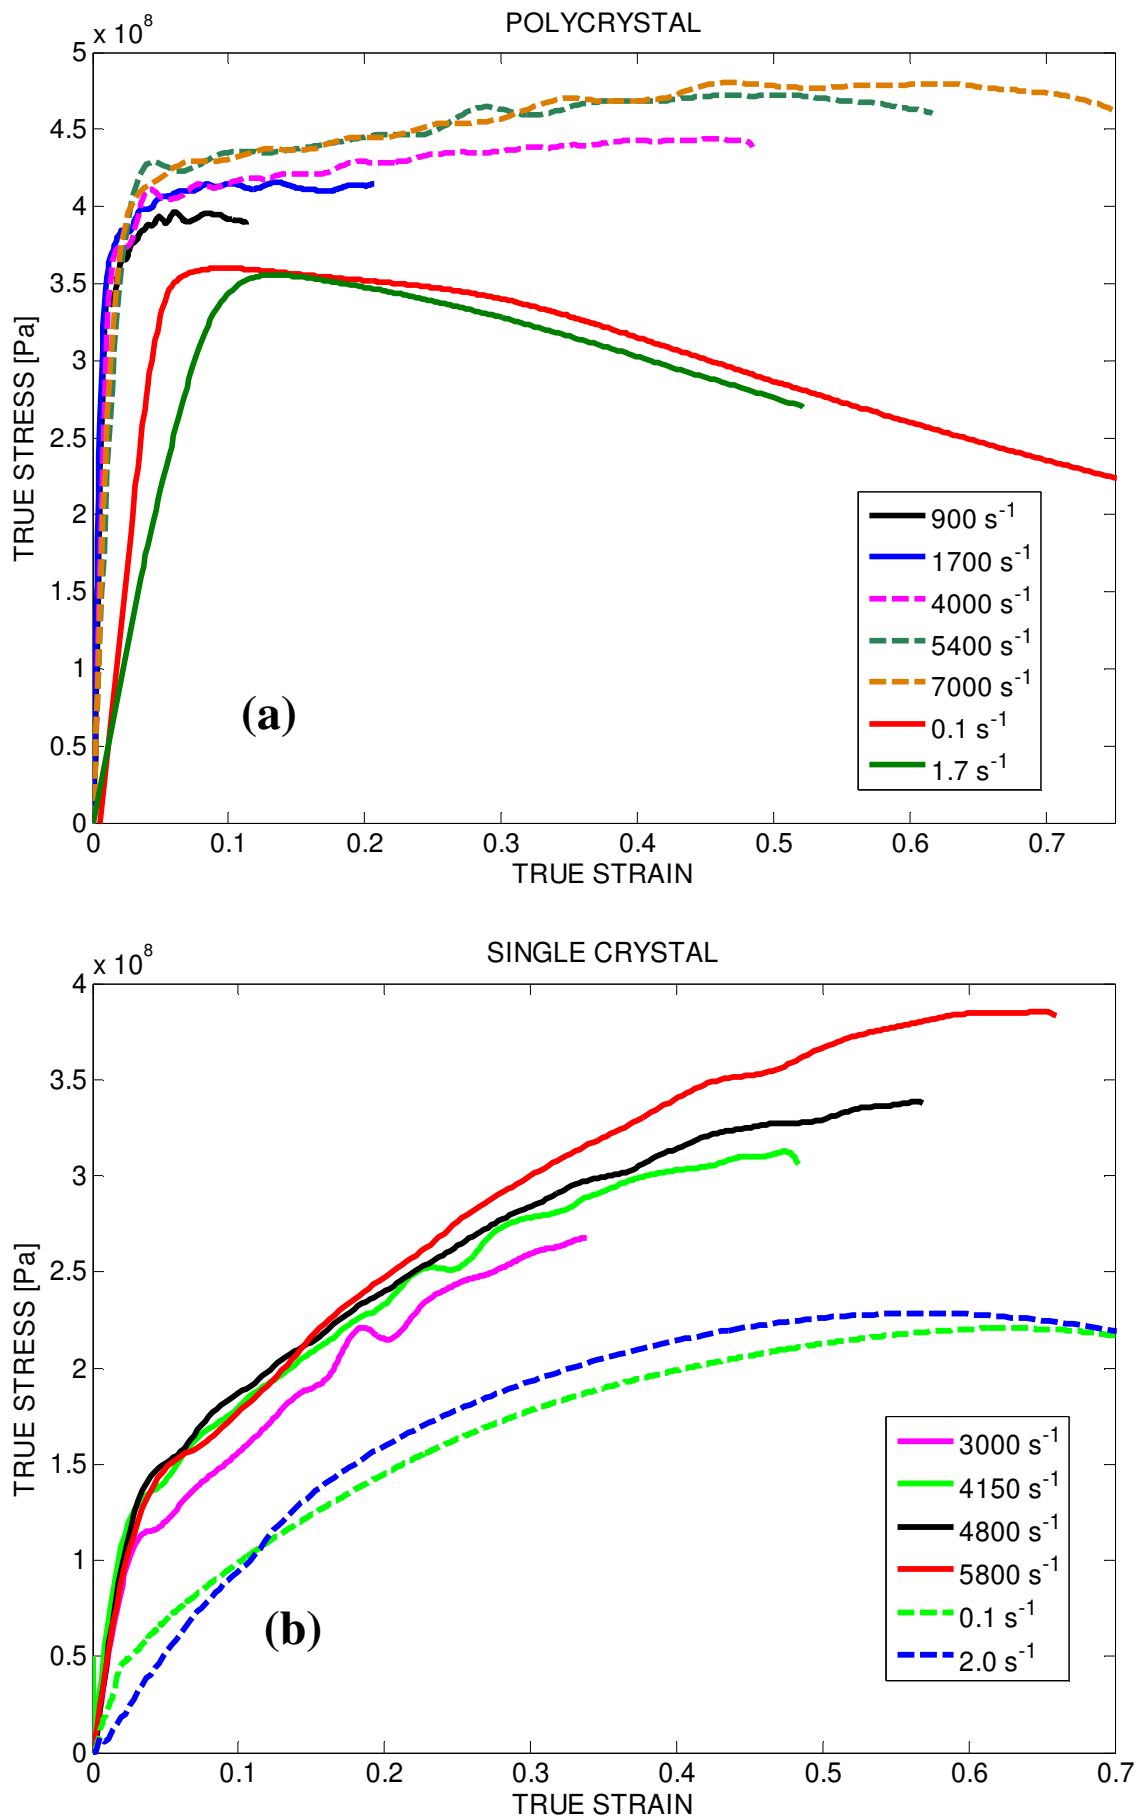 POLYCRYSTAL
x 10⁸
5
4.5
4
3.5
3
2.5
2
1.5
1
0.5
0
TRUE STRESS [Pa]
900 s⁻¹
1700 s⁻¹
4000 s⁻¹
5400 s⁻¹
7000 s⁻¹
0.1 s⁻¹
1.7 s⁻¹
(a)
0 0.1 0.2 0.3 0.4 0.5 0.6 0.7
TRUE STRAIN
SINGLE CRYSTAL
x 10⁸
4
3.5
3
2.5
2
1.5
1
0.5
0
TRUE STRESS [Pa]
3000 s⁻¹
4150 s⁻¹
4800 s⁻¹
5800 s⁻¹
0.1 s⁻¹
2.0 s⁻¹
(b)
0 0.1 0.2 0.3 0.4 0.5 0.6 0.7
TRUE STRAIN